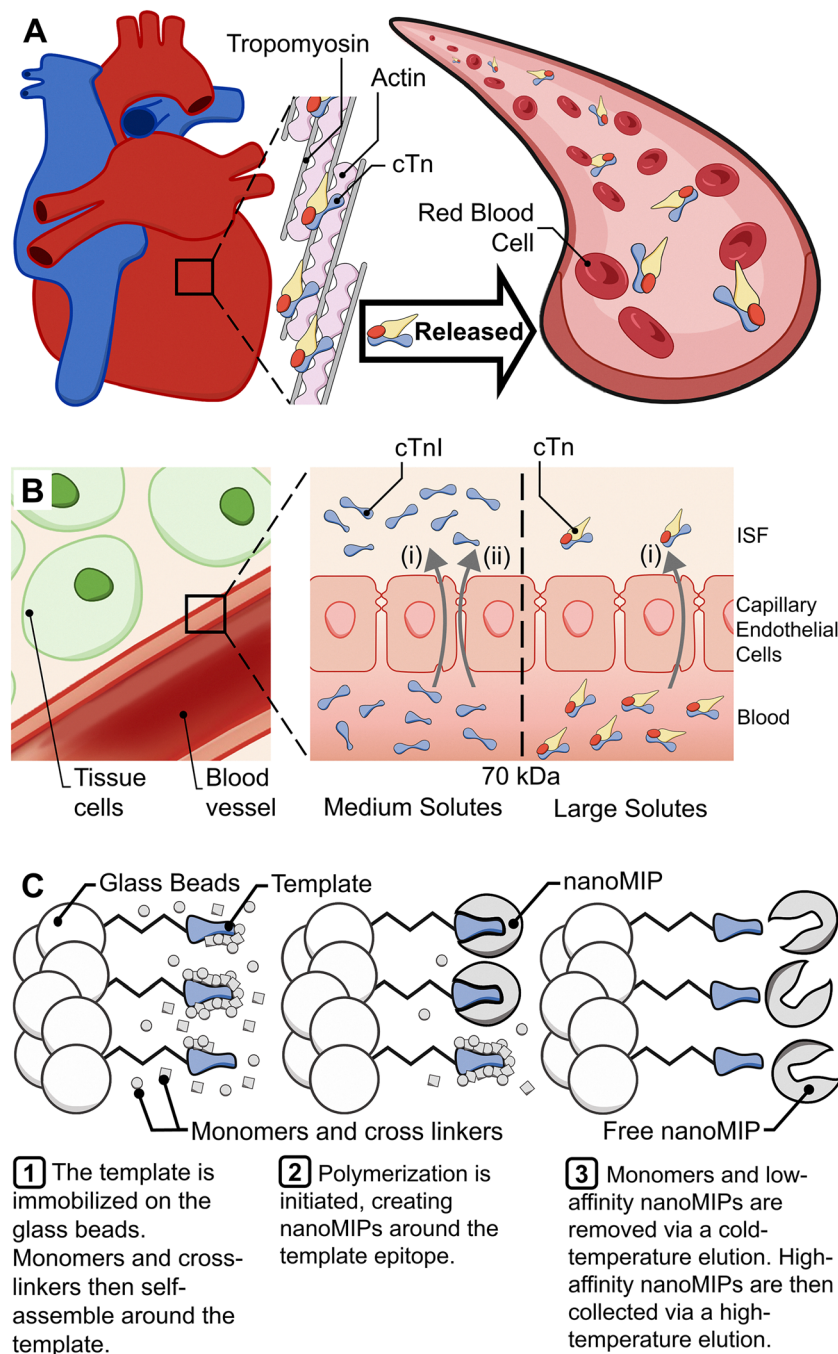 A
Tropomyosin
Actin
cTn
Red Blood
Cell
Released
B
cTnI
cTn
(i)
(ii)
(i)
ISF
Capillary
Endothelial
Cells
Blood
Tissue
cells
Blood
vessel
70 kDa
Medium Solutes
Large Solutes
C
Glass Beads
Template
nanoMIP
Monomers and cross linkers
Free nanoMIP
1 The template is
immobilized on the
glass beads.
Monomers and cross-
linkers then self-
assemble around the
template.
2 Polymerization is
initiated, creating
nanoMIPs around the
template epitope.
3 Monomers and low-
affinity nanoMIPs are
removed via a cold-
temperature elution. High-
affinity nanoMIPs are then
collected via a high-
temperature elution.